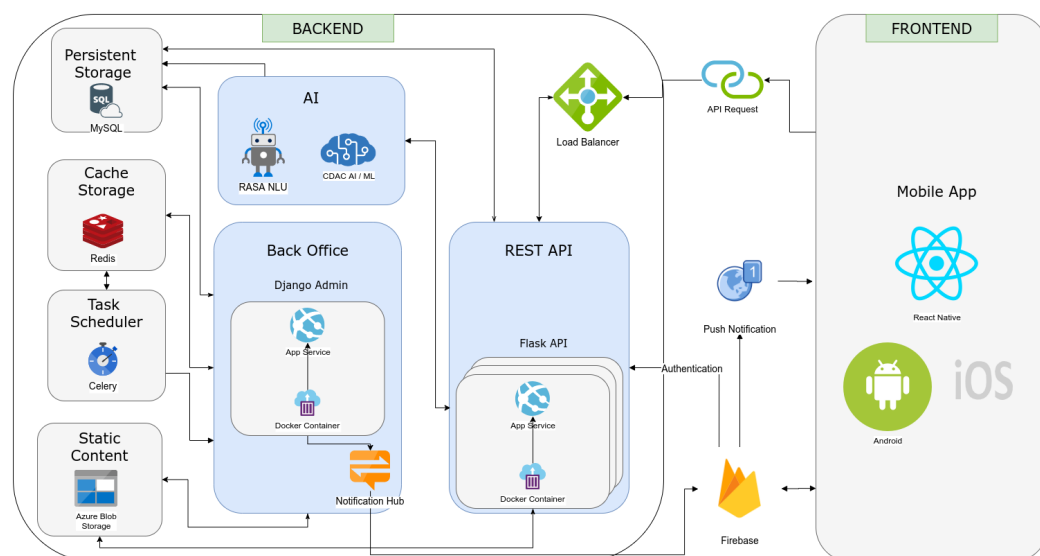 BACKEND
FRONTEND
Persistent
Storage
SQL
MySQL
AI
RASA NLU
CDAC AI / ML
Load Balancer
API Request
Cache
Storage
Redis
Mobile App
React Native
Back Office
Django Admin
App Service
Docker Container
REST API
Flask API
App Service
Docker Container
Task
Scheduler
Celery
1
Push Notification
Authentication
iOS
Android
Static
Content
Azure Blob
Storage
Notification Hub
Firebase